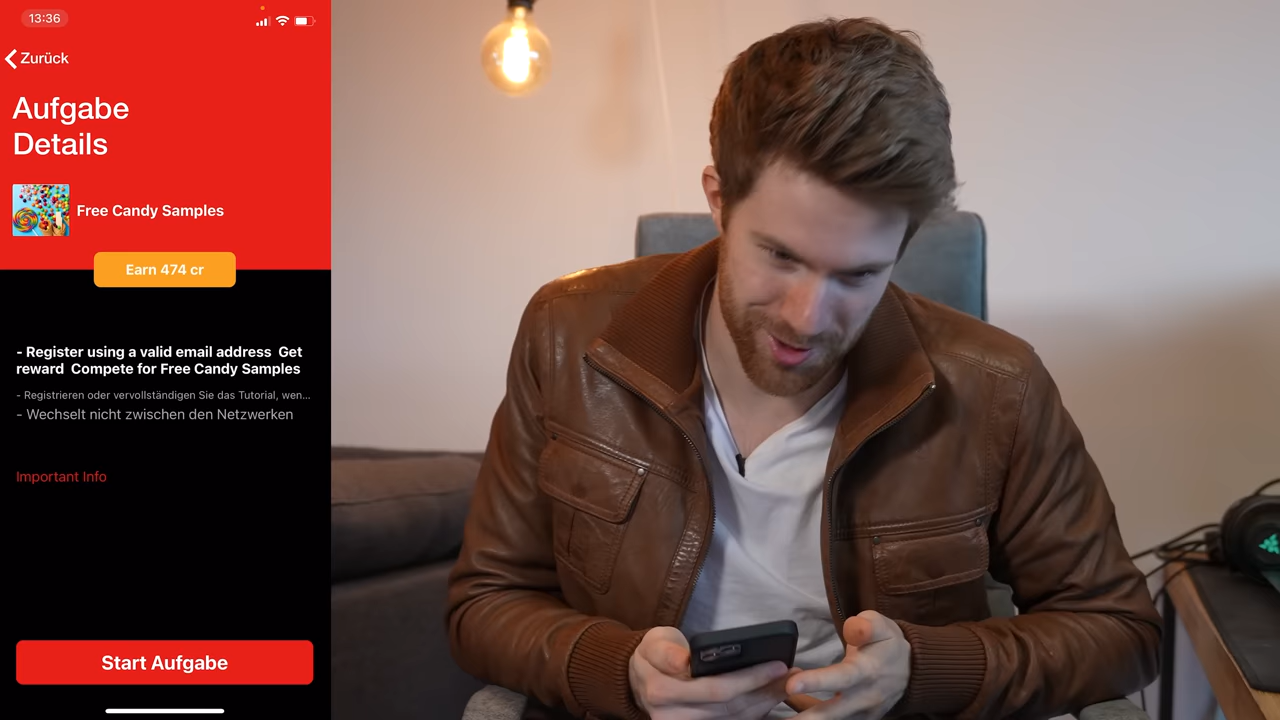 13:36
Zurück
Aufgabe
Details
Free Candy Samples
Earn 474 cr
- Register using a valid email address Get
reward Compete for Free Candy Samples
- Registrieren oder vervollständigen Sie das Tutorial, wen...
- Wechselt nicht zwischen den Netzwerken
Important Info
Start Aufgabe